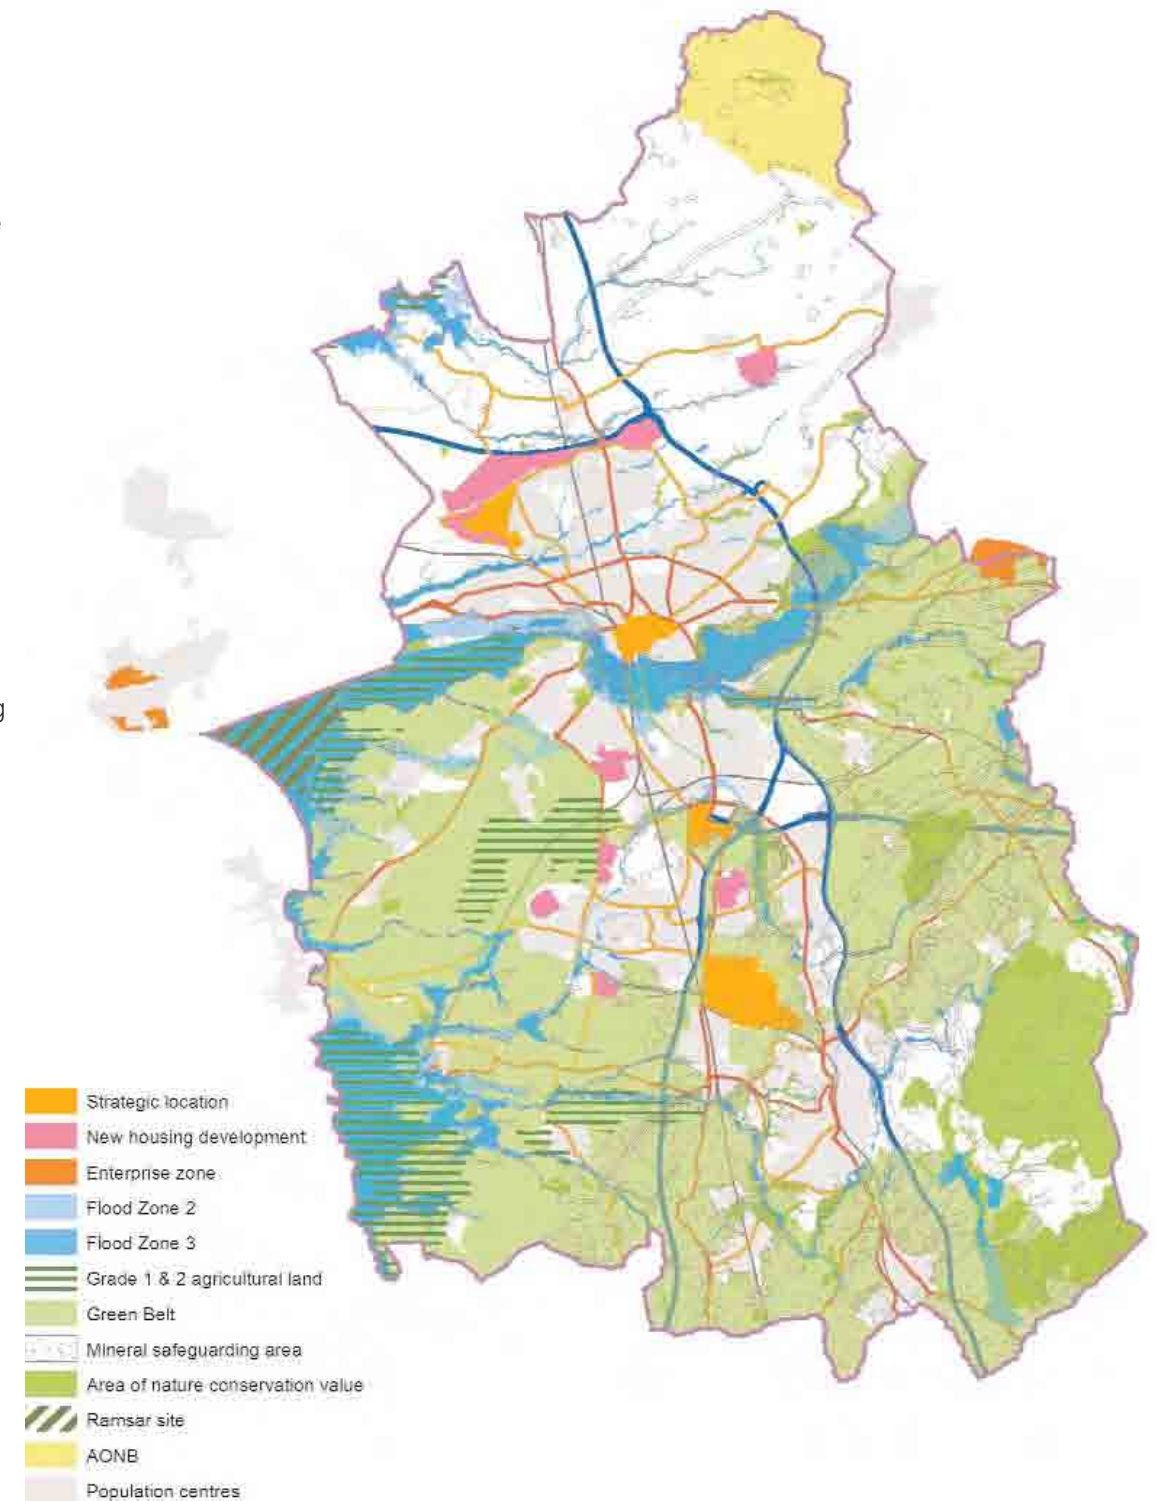 g
Strategic location
New housing development
Enterprise zone
Flood Zone 2
Flood Zone 3
Grade 1 & 2 agricultural land
Green Belt
Mineral safeguarding area
Area of nature conservation value
Ramsar site
AONB
Population centres